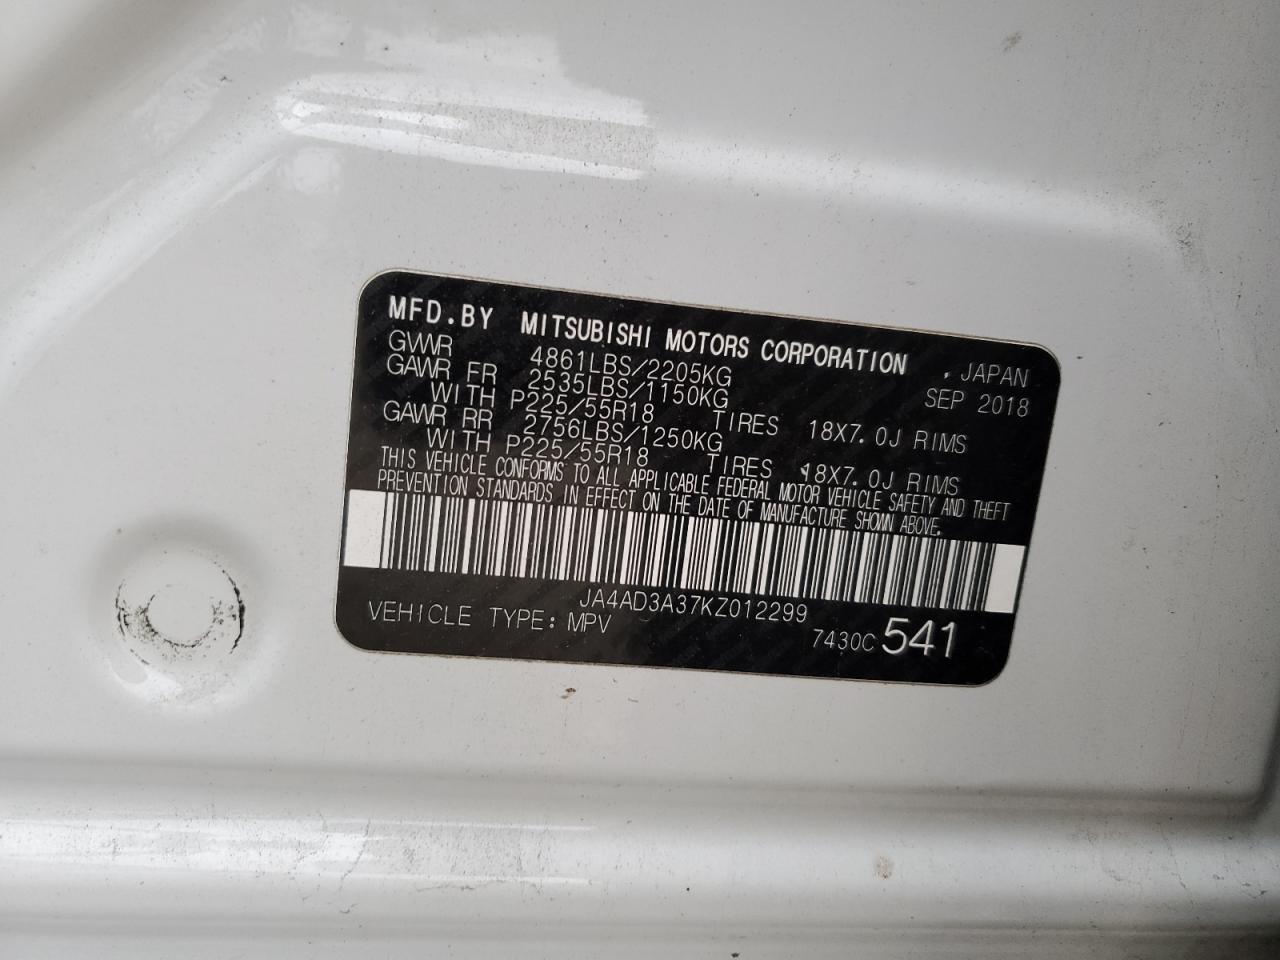 MFD.BY MITSUBISHI MOTORS CORPORATION , JAPAN
GVWR 4861LBS/2205KG SEP 2018
GAWR FR 2535LBS/1150KG
WITH P225/55R18 TIRES 18X7.0J RIMS
GAWR RR 2756LBS/1250KG
WITH P225/55R18 TIRES 18X7.0J RIMS
THIS VEHICLE CONFORMS TO ALL APPLICABLE FEDERAL MOTOR VEHICLE SAFETY AND THEFT
PREVENTION STANDARDS IN EFFECT ON THE DATE OF MANUFACTURE SHOWN ABOVE.
JA4AD3A37KZ012299
VEHICLE TYPE: MPV 7430C 541